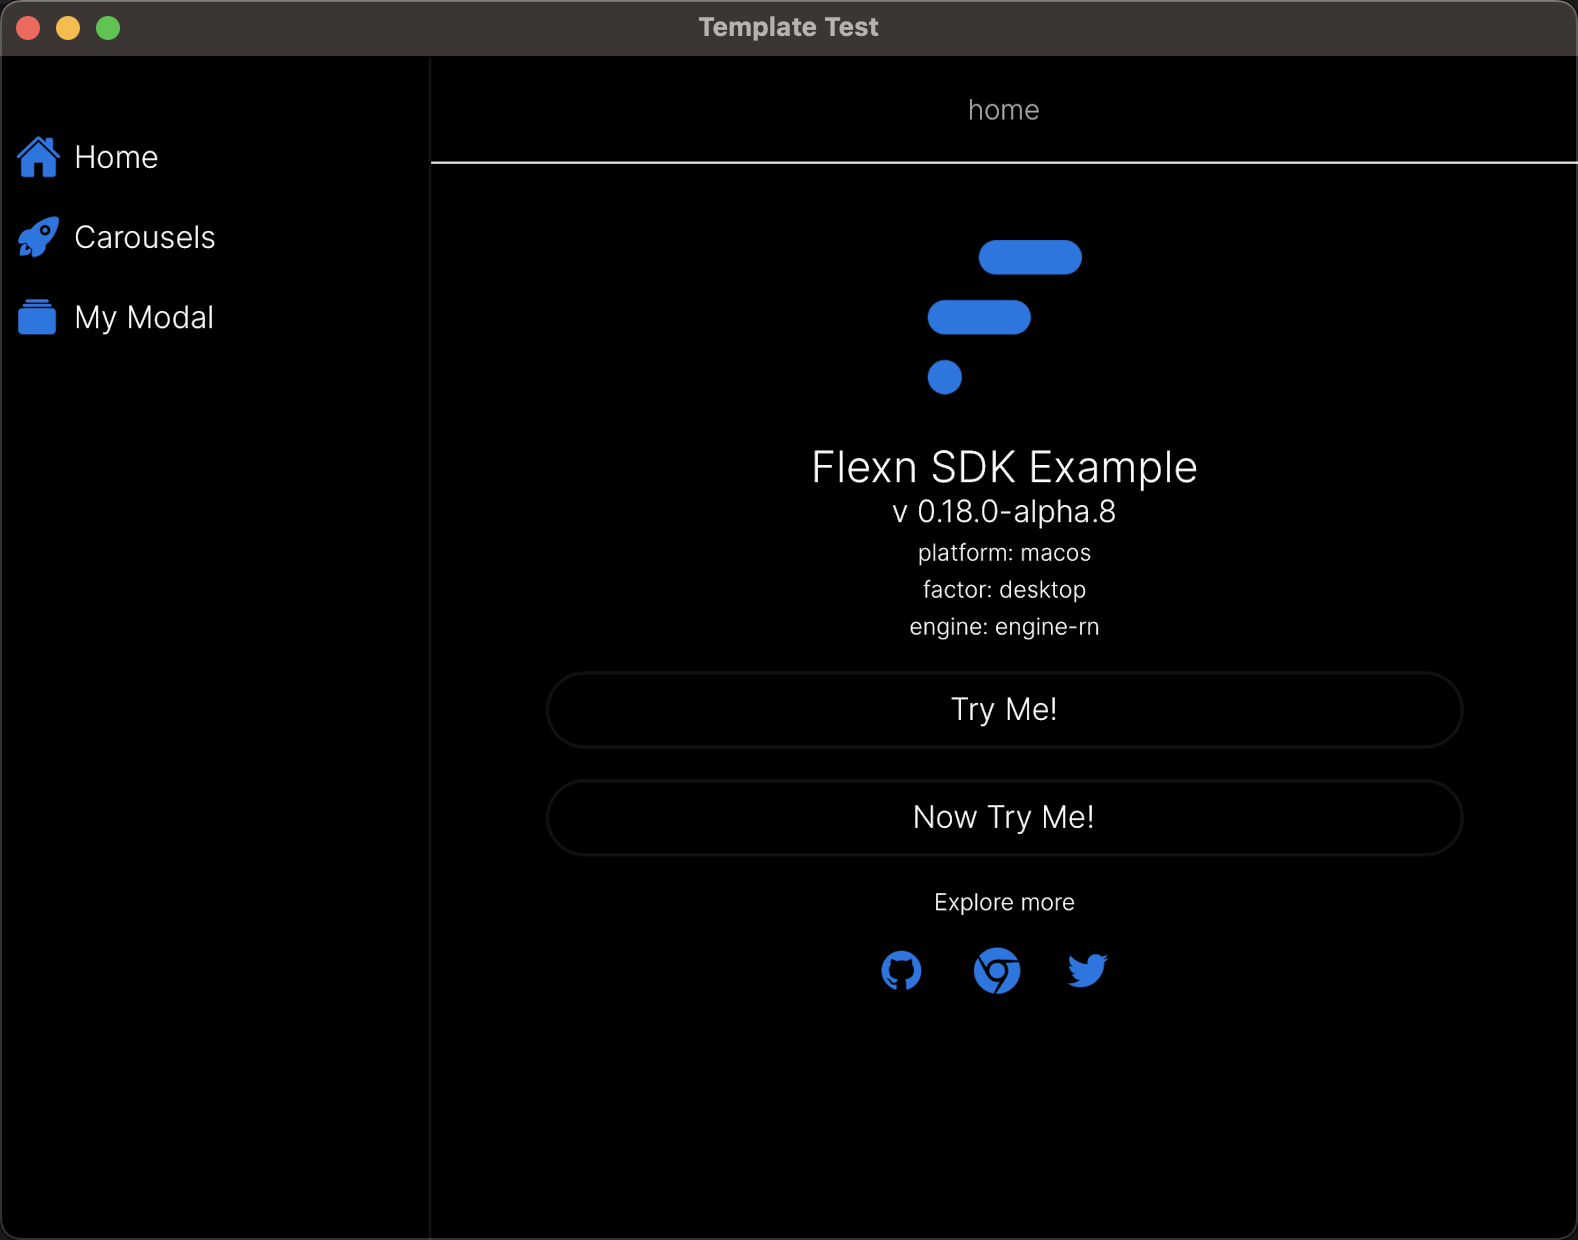 Template Test
Home
Carousels
My Modal
home
Flexn SDK Example
v 0.18.0-alpha.8
platform: macos
factor: desktop
engine: engine-rn
Try Me!
Now Try Me!
Explore more